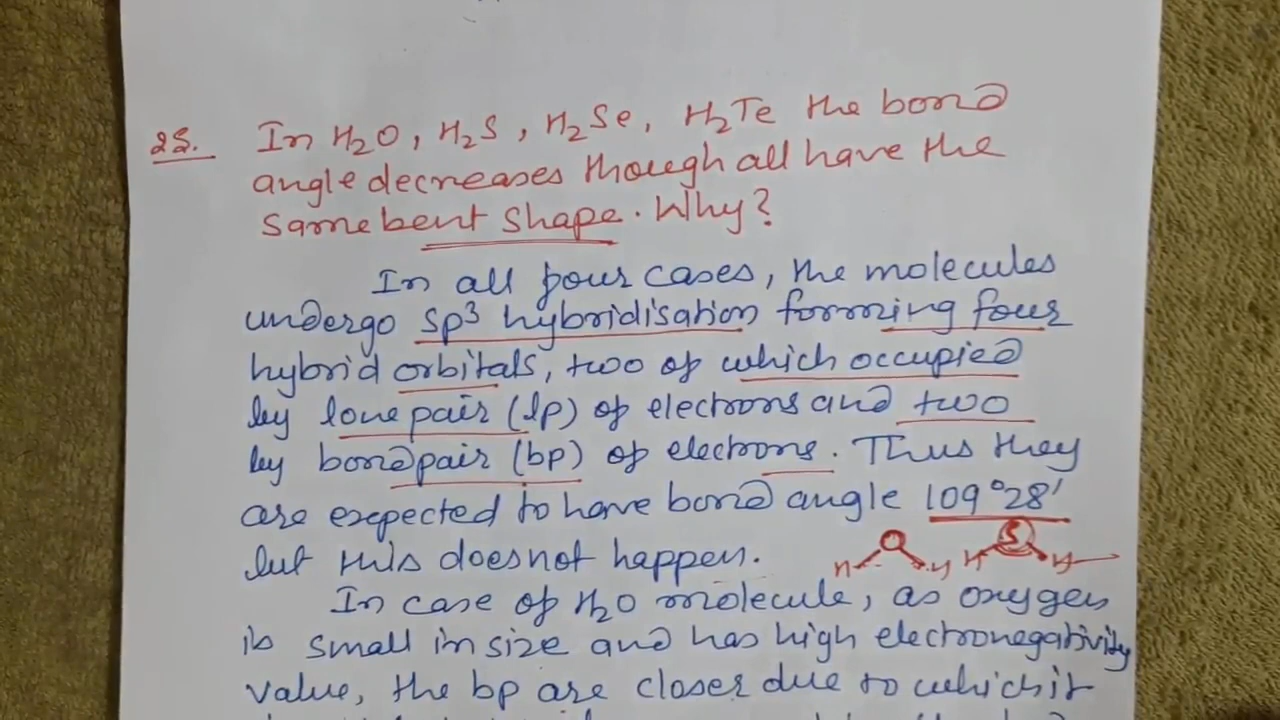 25. In H₂O, H₂S, H₂Se, H₂Te the bond
angle decreases though all have the
same bent shape. Why?
In all four cases, the molecules
undergo sp³ hybridisation forming four
hybrid orbitals, two of which occupied
by lone pair (lp) of electrons and two
by bond pair (bp) of electrons. Thus they
are expected to have bond angle 109°28'
but this does not happen.
O S
H H H H
In case of H₂O molecule, as oxygen
is small in size and has high electronegativity
value, the bp are closer due to which it